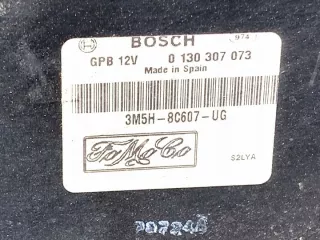 BOSCH
GPB 12V 0 130 307 073
Made in Spain
3M5H-8C607-UG
FoMoCo
S2LYA